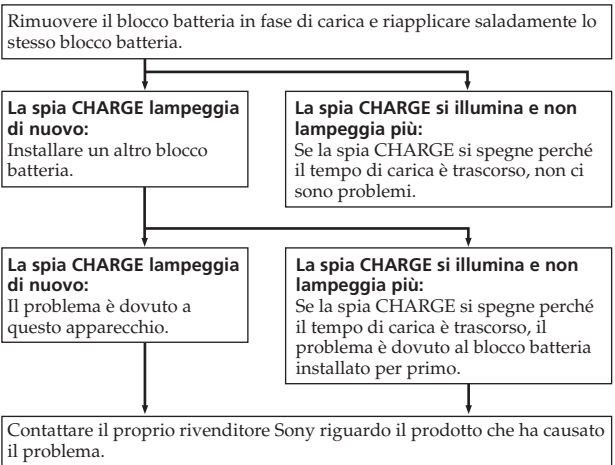 Rimuovere il blocco batteria in fase di carica e riapplicare saladamente lo
stesso blocco batteria.
La spia CHARGE lampeggia
di nuovo:
Installare un altro blocco
batteria.
La spia CHARGE si illumina e non
lampeggia più:
Se la spia CHARGE si spegne perché
il tempo di carica è trascorso, non ci
sono problemi.
La spia CHARGE lampeggia
di nuovo:
Il problema è dovuto a
questo apparecchio.
La spia CHARGE si illumina e non
lampeggia più:
Se la spia CHARGE si spegne perché
il tempo di carica è trascorso, il
problema è dovuto al blocco batteria
installato per primo.
Contattare il proprio rivenditore Sony riguardo il prodotto che ha causato
il problema.